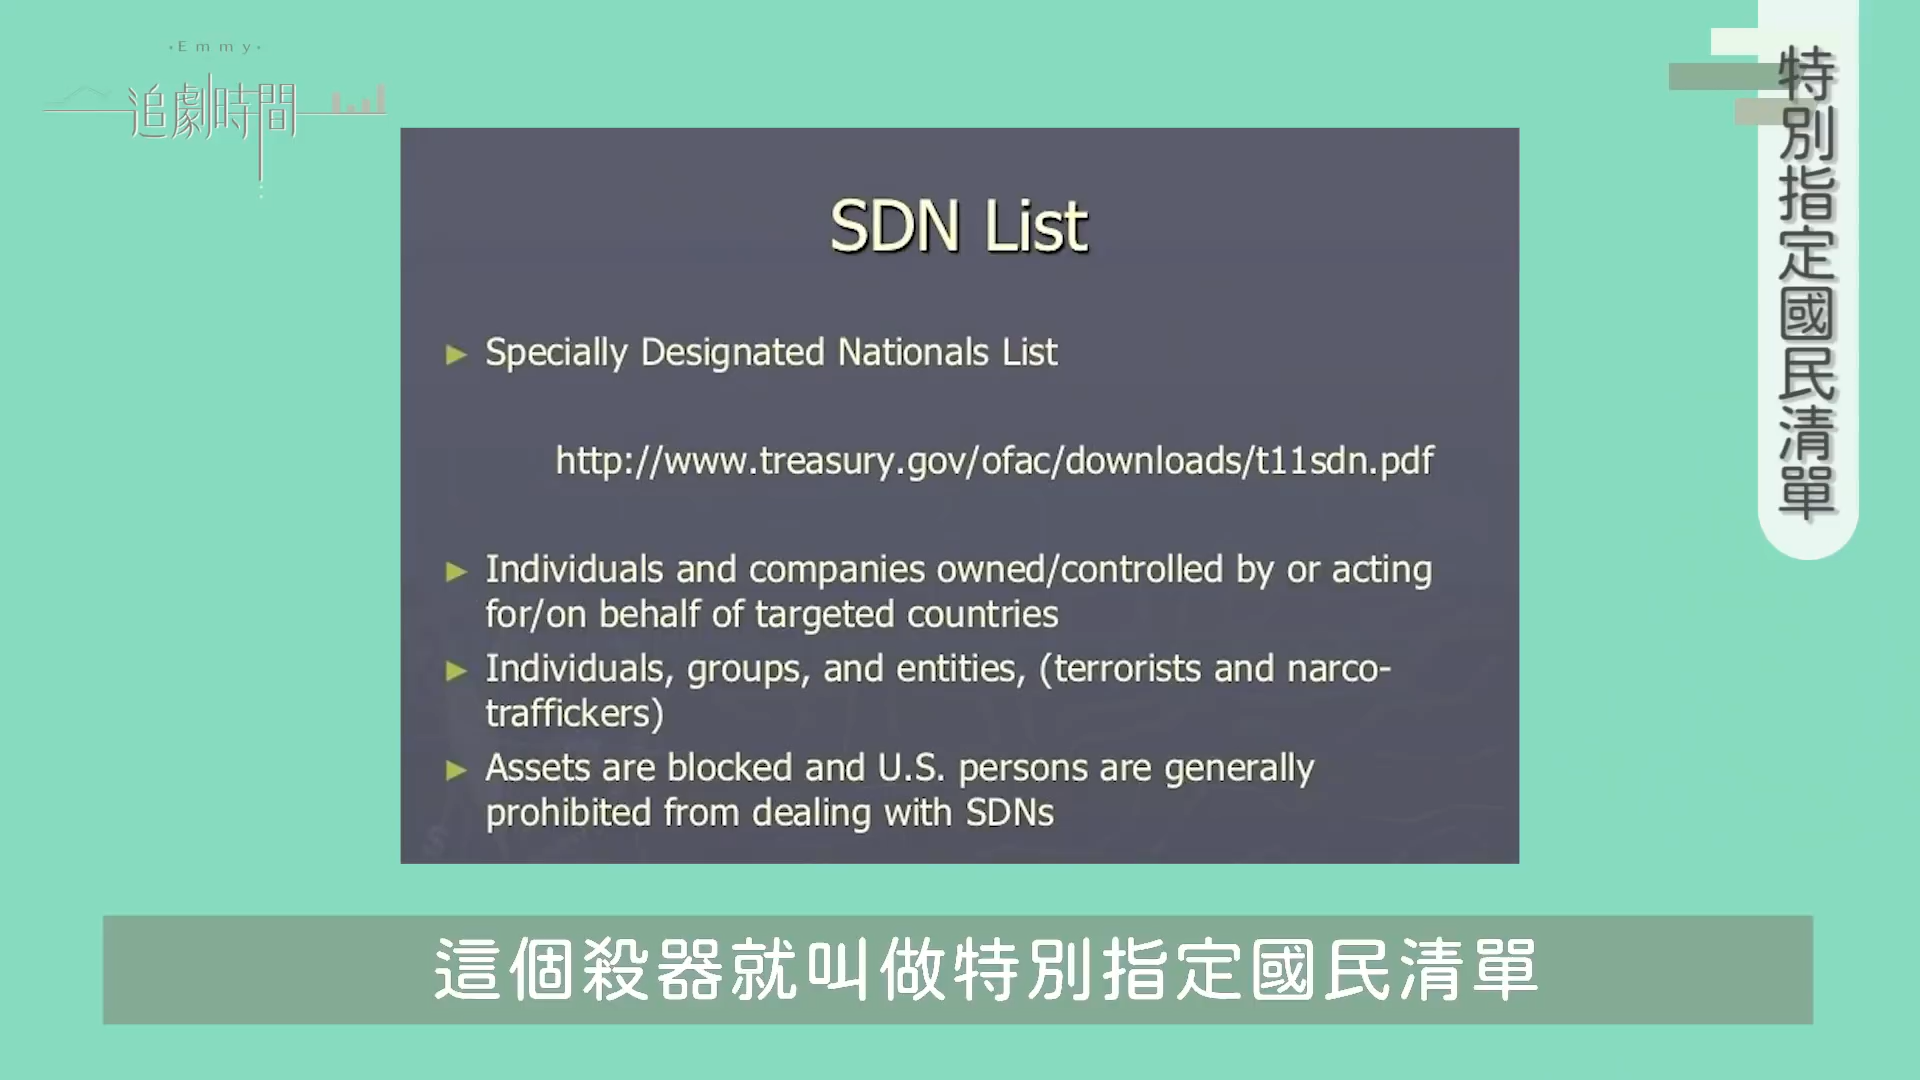 ·Emmy·
追劇時間
特別指定國民清單
SDN List
► Specially Designated Nationals List
http://www.treasury.gov/ofac/downloads/t11sdn.pdf
► Individuals and companies owned/controlled by or acting
for/on behalf of targeted countries
► Individuals, groups, and entities, (terrorists and narco-
traffickers)
► Assets are blocked and U.S. persons are generally
prohibited from dealing with SDNs
這個殺器就叫做特別指定國民清單